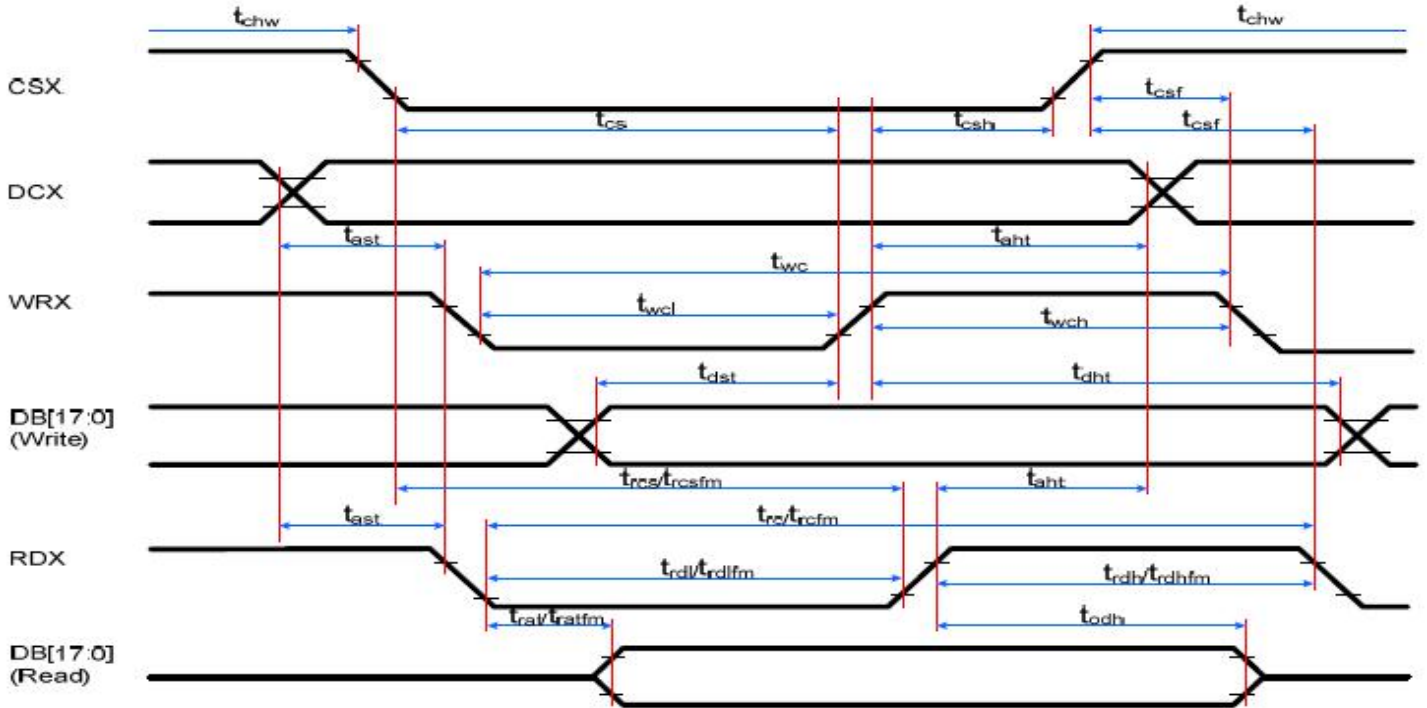 tchw tchw
CSX
tcsf
tcs tcsh tcsf
DCX
tast taht
twc
WRX
twcl twch
tdst tdht
DB[17:0]
(Write)
trcs/trcsfm taht
tast trc/trcfm
RDX
trdl/trdlfm trdh/trdhfm
trat/tratfm todh
DB[17:0]
(Read)